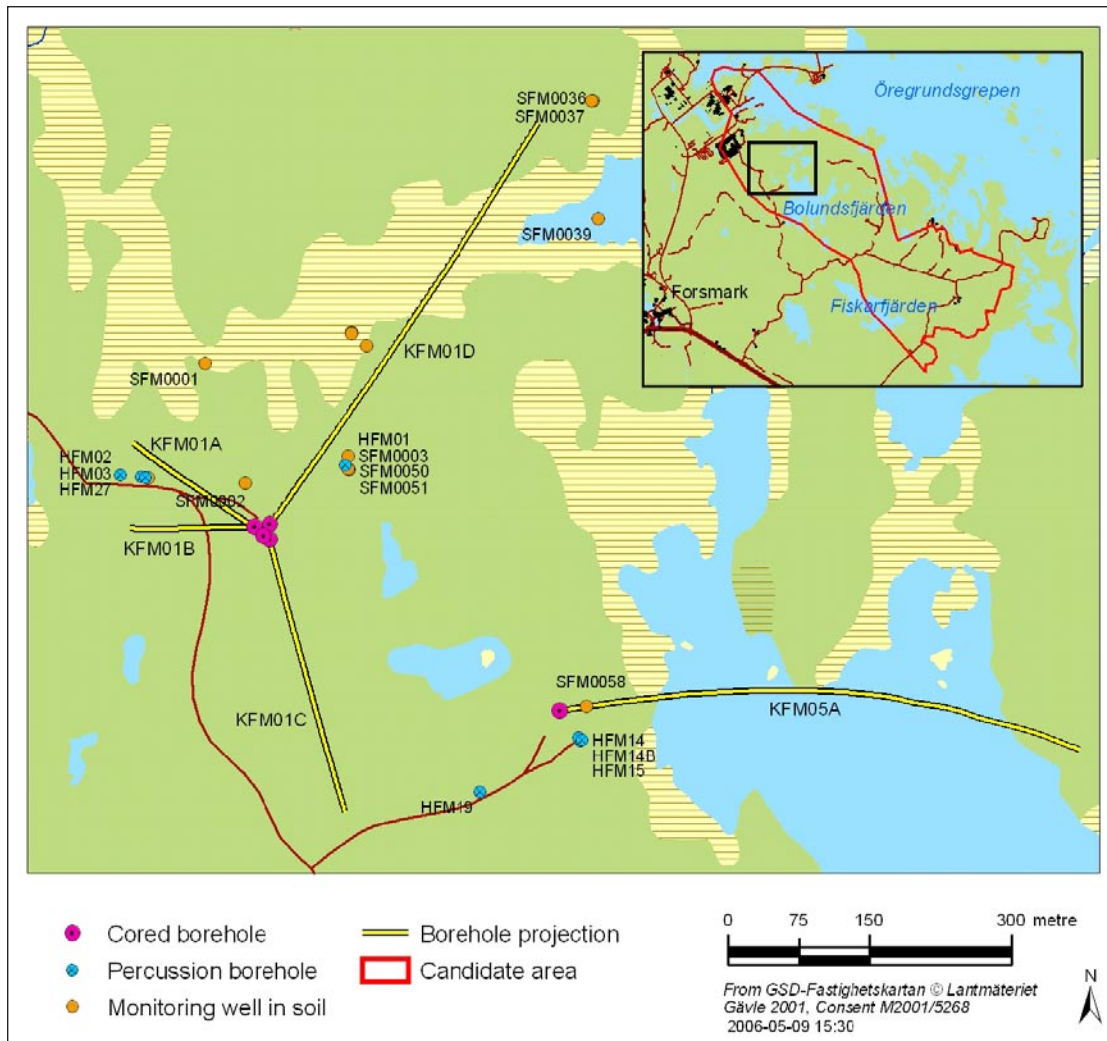 SFM0036
SFM0037
Öregrundsgrepen
Bolundsfjärden
SFM0039
Forsmark
Fiskarfjärden
KFM01D
SFM0001
KFM01A
HFM01
HFM02
SFM0003
HFM03
SFM0050
HFM27
SFM0002
SFM0051
KFM01B
SFM0058
KFM01C
KFM05A
HFM14
HFM14B
HFM15
HFM19
Cored borehole
Percussion borehole
Monitoring well in soil
Borehole projection
Candidate area
0 75 150 300 metre
From GSD-Fastighetskartan © Lantmäteriet
Gävle 2001, Consent M2001/5268
2006-05-09 15:30
N